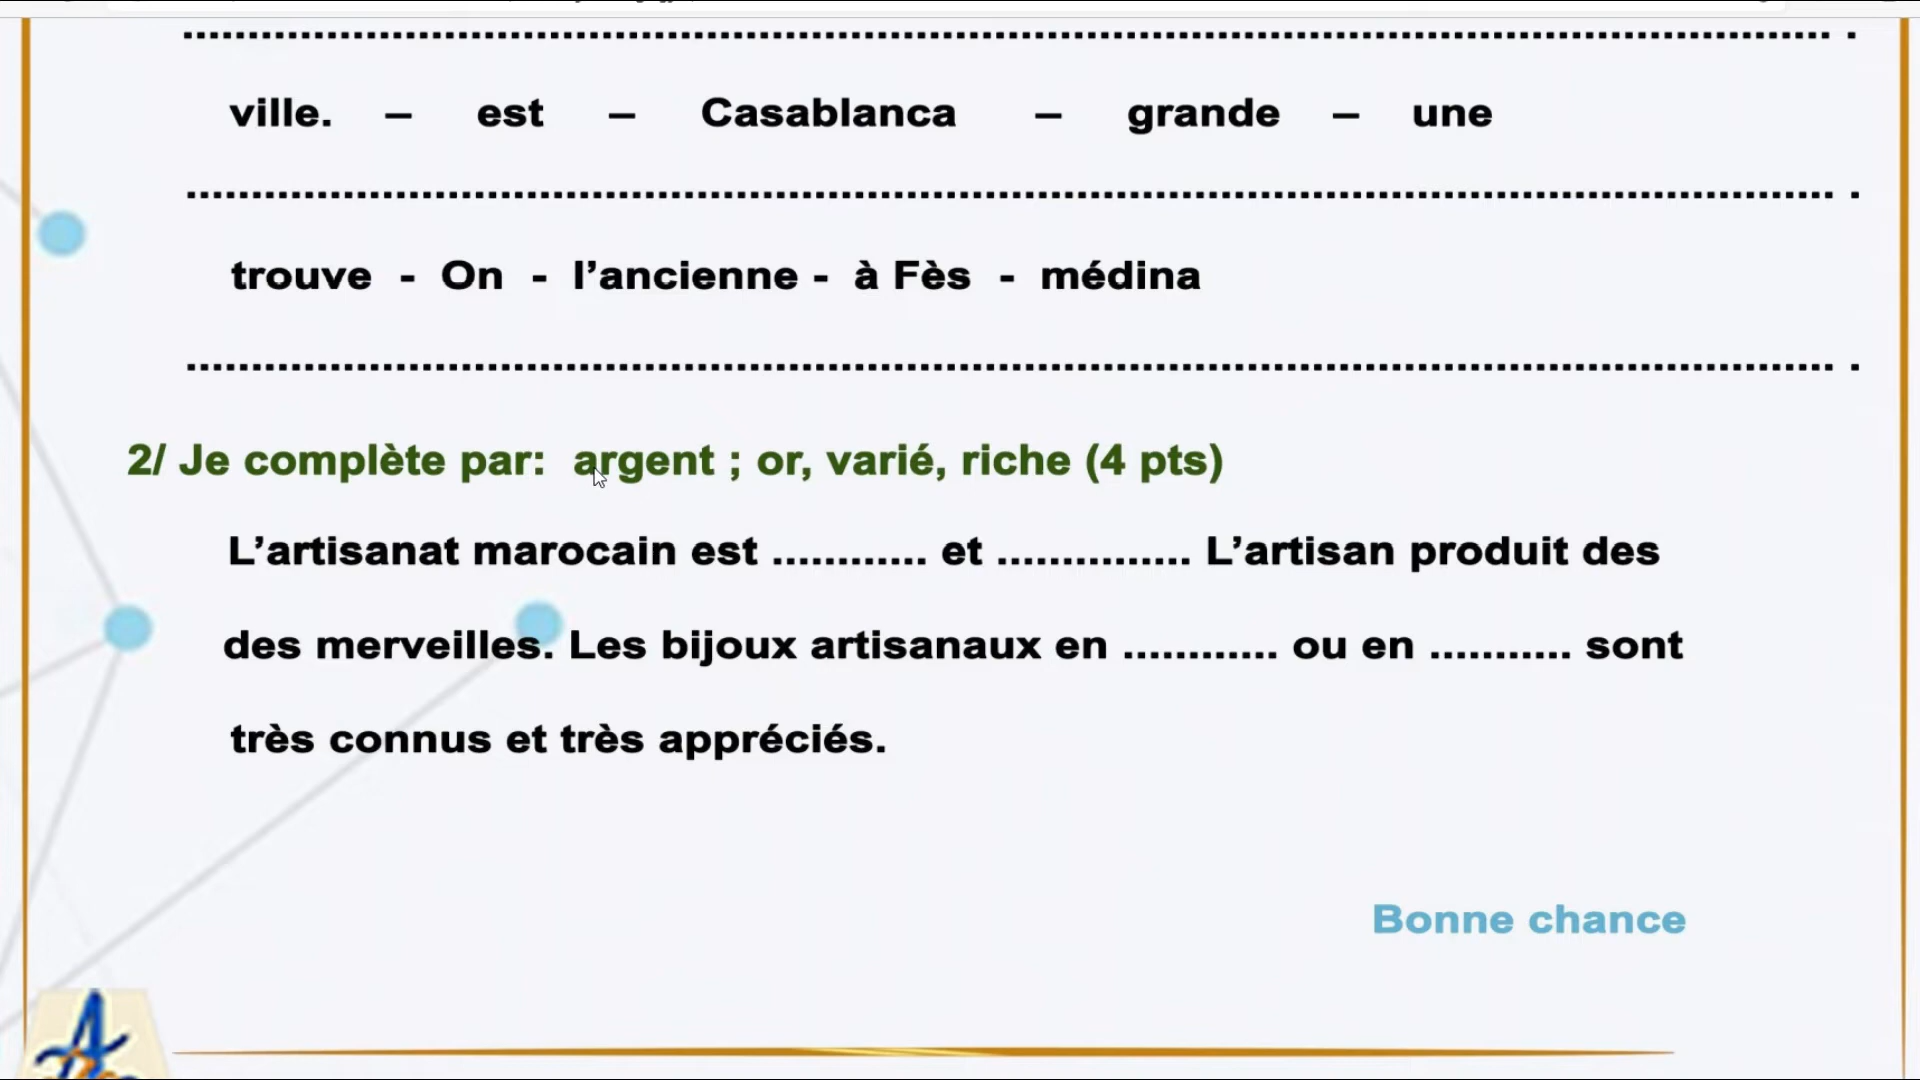 ........................................................................................................................ .
ville. – est – Casablanca – grande – une
........................................................................................................................ .
trouve - On - l’ancienne - à Fès - médina
........................................................................................................................ .
2/ Je complète par: argent ; or, varié, riche (4 pts)
L’artisanat marocain est ............ et ............... L’artisan produit des
des merveilles. Les bijoux artisanaux en ............ ou en ........... sont
très connus et très appréciés.
Bonne chance